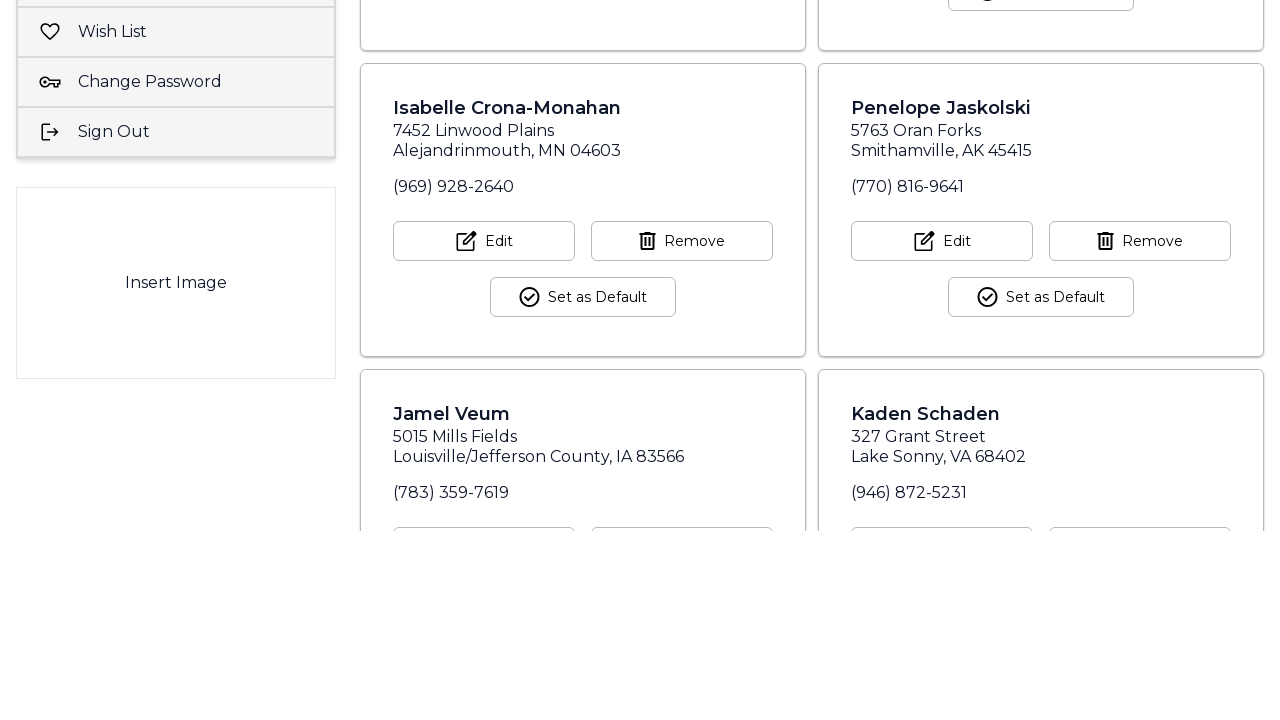 Wish List
Change Password
Sign Out
Insert Image
Isabelle Crona-Monahan
7452 Linwood Plains
Alejandrinmouth, MN 04603
(969) 928-2640
Edit
Remove
Set as Default
Penelope Jaskolski
5763 Oran Forks
Smithamville, AK 45415
(770) 816-9641
Edit
Remove
Set as Default
Jamel Veum
5015 Mills Fields
Louisville/Jefferson County, IA 83566
(783) 359-7619
Kaden Schaden
327 Grant Street
Lake Sonny, VA 68402
(946) 872-5231